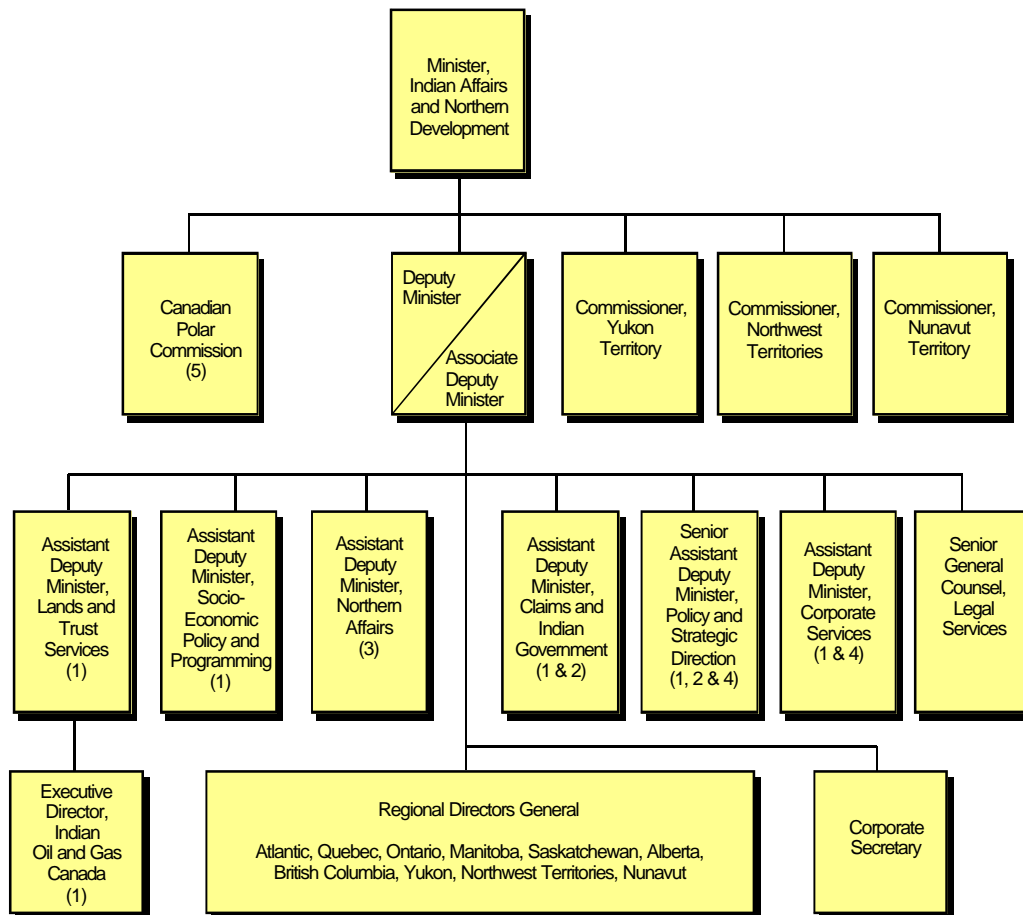 Minister,
Indian Affairs
and Northern
Development
Canadian
Polar
Commission
(5)
Deputy
Minister
Associate
Deputy
Minister
Commissioner,
Yukon
Territory
Commissioner,
Northwest
Territories
Commissioner,
Nunavut
Territory
Assistant
Deputy
Minister,
Lands and
Trust
Services
(1)
Assistant
Deputy
Minister,
Socio-
Economic
Policy and
Programming
(1)
Assistant
Deputy
Minister,
Northern
Affairs
(3)
Assistant
Deputy
Minister,
Claims and
Indian
Government
(1 & 2)
Senior
Assistant
Deputy
Minister,
Policy and
Strategic
Direction
(1, 2 & 4)
Assistant
Deputy
Minister,
Corporate
Services
(1 & 4)
Senior
General
Counsel,
Legal
Services
Executive
Director,
Indian
Oil and Gas
Canada
(1)
Regional Directors General
Atlantic, Quebec, Ontario, Manitoba, Saskatchewan, Alberta,
British Columbia, Yukon, Northwest Territories, Nunavut
Corporate
Secretary